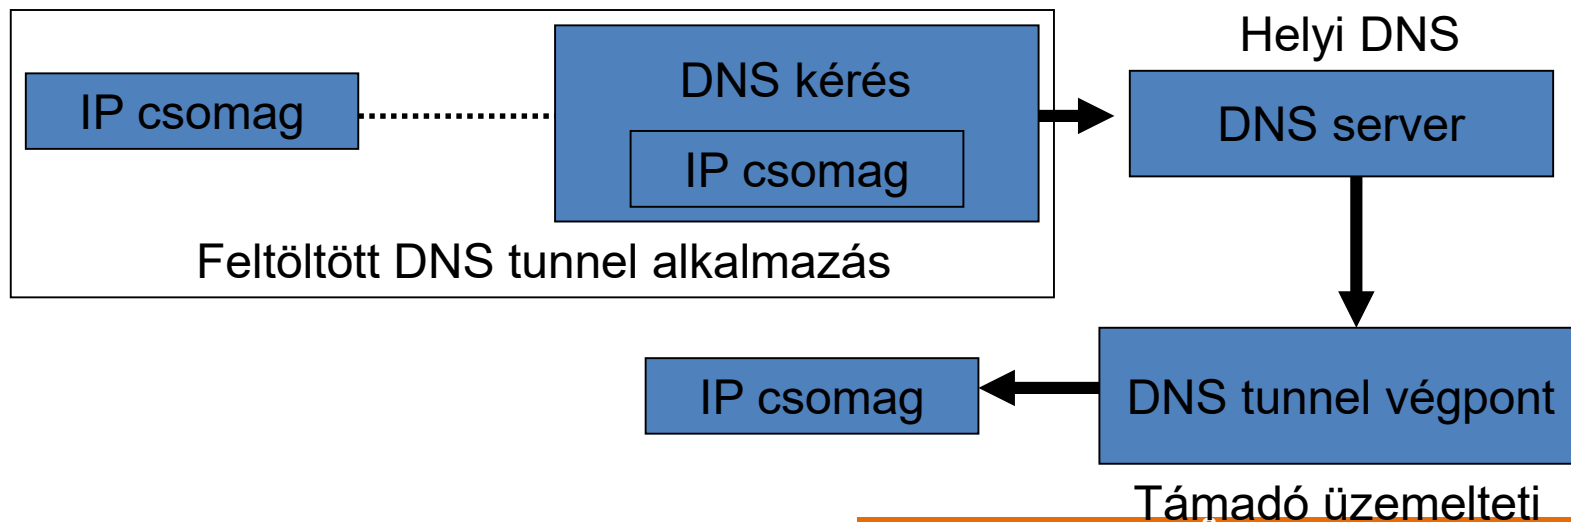 Helyi DNS
IP csomag
DNS kérés
IP csomag
DNS server
Feltöltött DNS tunnel alkalmazás
IP csomag
DNS tunnel végpont
Támadó üzemelteti